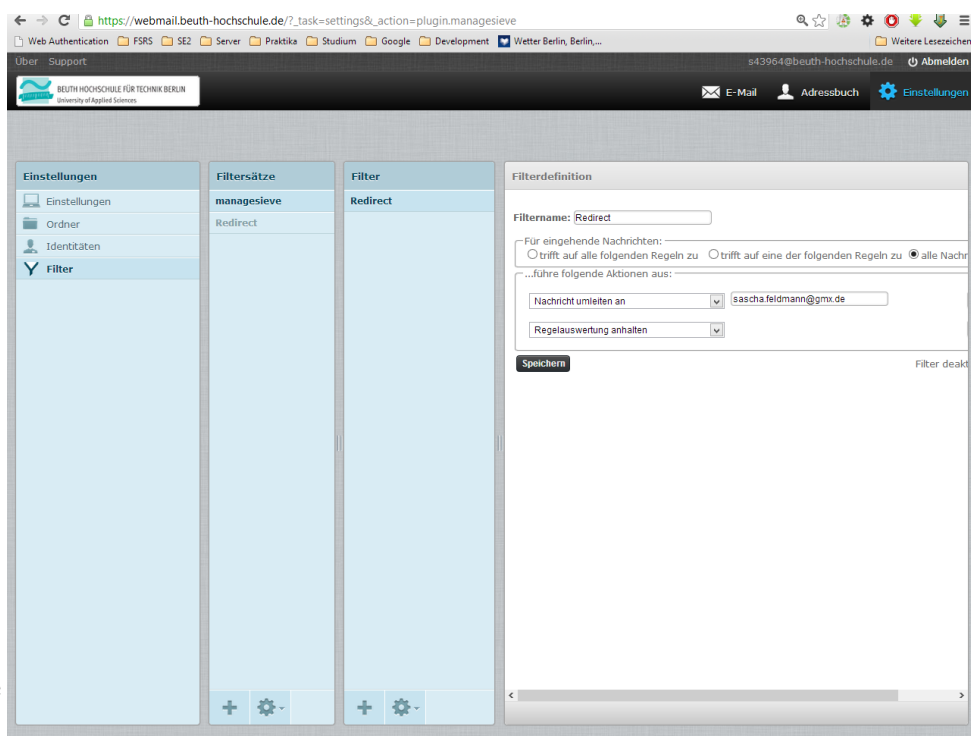 https://webmail.beuth-hochschule.de/?_task=settings&_action=plugin.managesieve
Web Authentication FSRS SE2 Server Praktika Studium Google Development Wetter Berlin, Berlin,... Weitere Lesezeichen
Über Support s43964@beuth-hochschule.de Abmelden
BEUTH HOCHSCHULE FÜR TECHNIK BERLIN
University of Applied Sciences
E-Mail Adressbuch Einstellungen
Einstellungen Filtersätze Filter Filterdefinition
Einstellungen managesieve Redirect
Ordner Redirect
Identitäten
Filter
Filtername: Redirect
Für eingehende Nachrichten:
trifft auf alle folgenden Regeln zu trifft auf eine der folgenden Regeln zu alle Nachr
...führe folgende Aktionen aus:
Nachricht umleiten an sascha.feldmann@gmx.de
Regelauswertung anhalten
Speichern Filter deakt